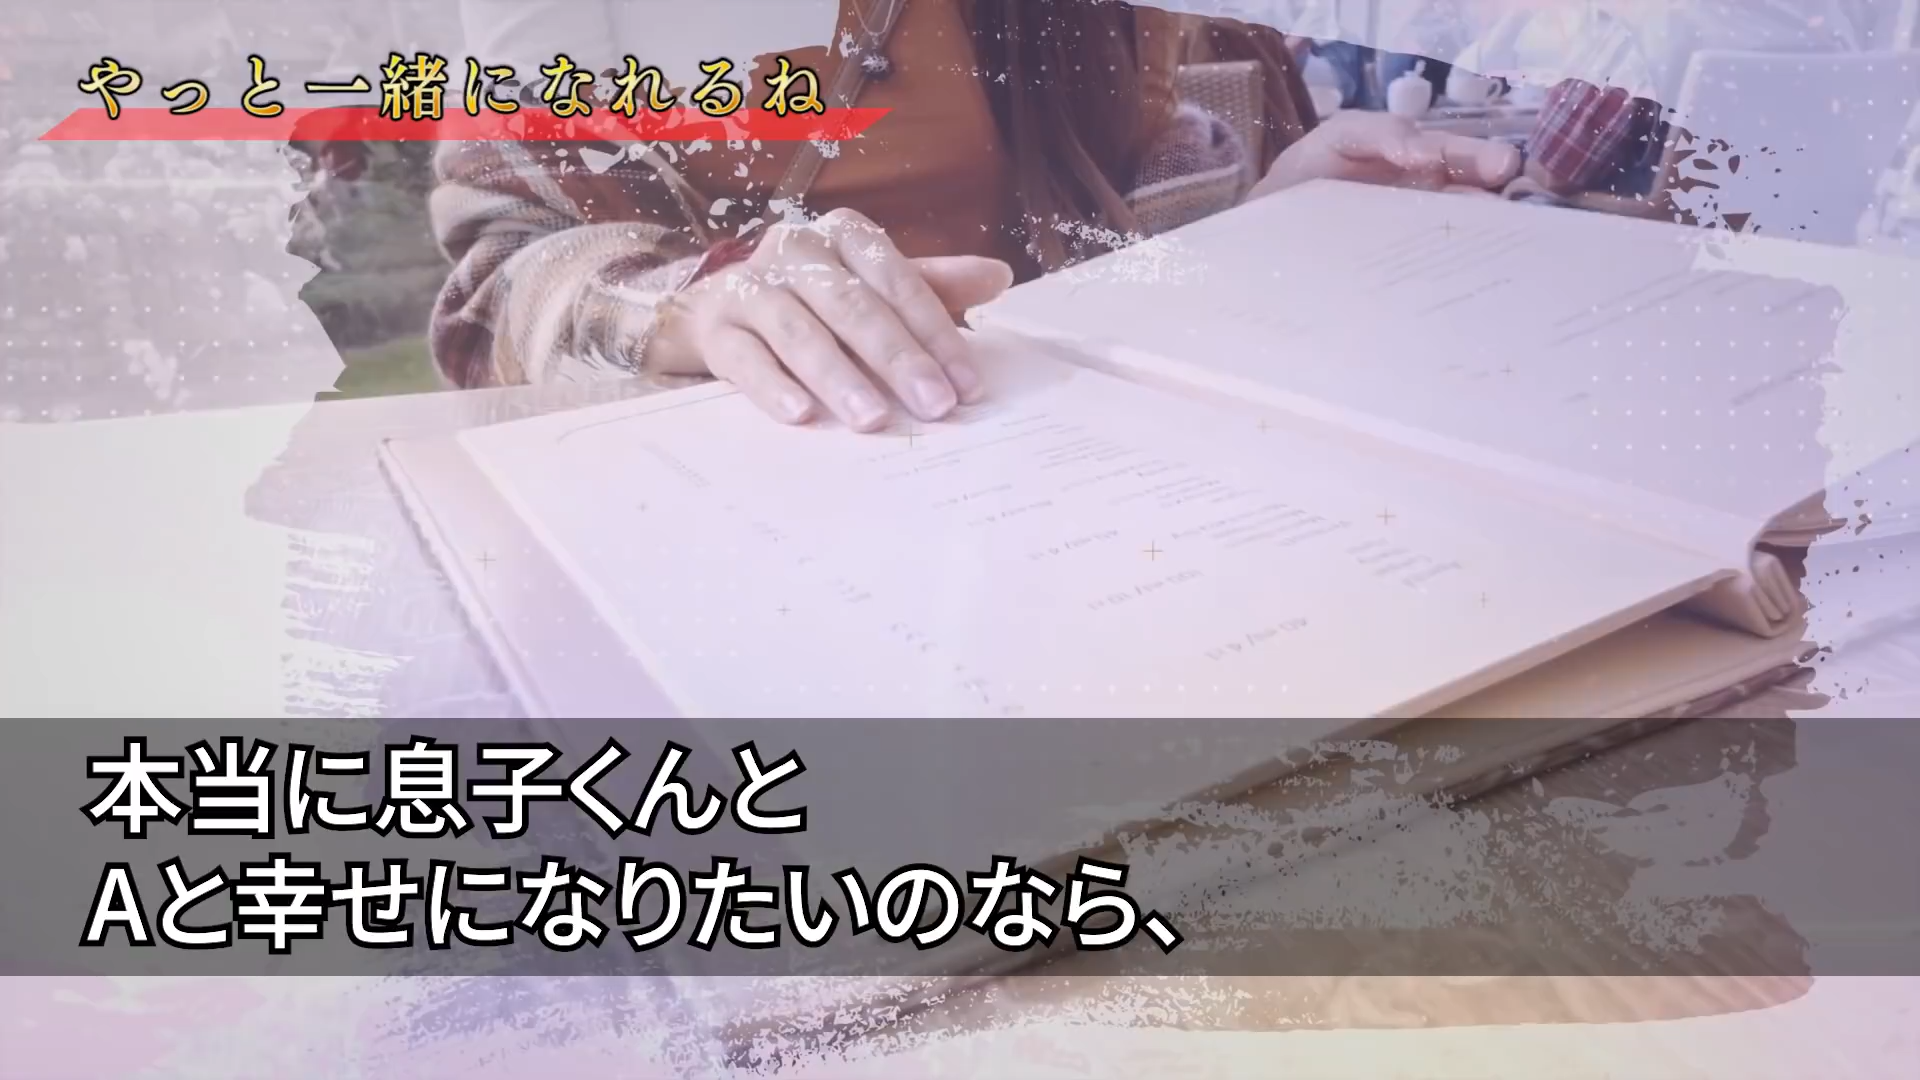 やっと一緒になれるね
本当に息子くんと
Aと幸せになりたいのなら、